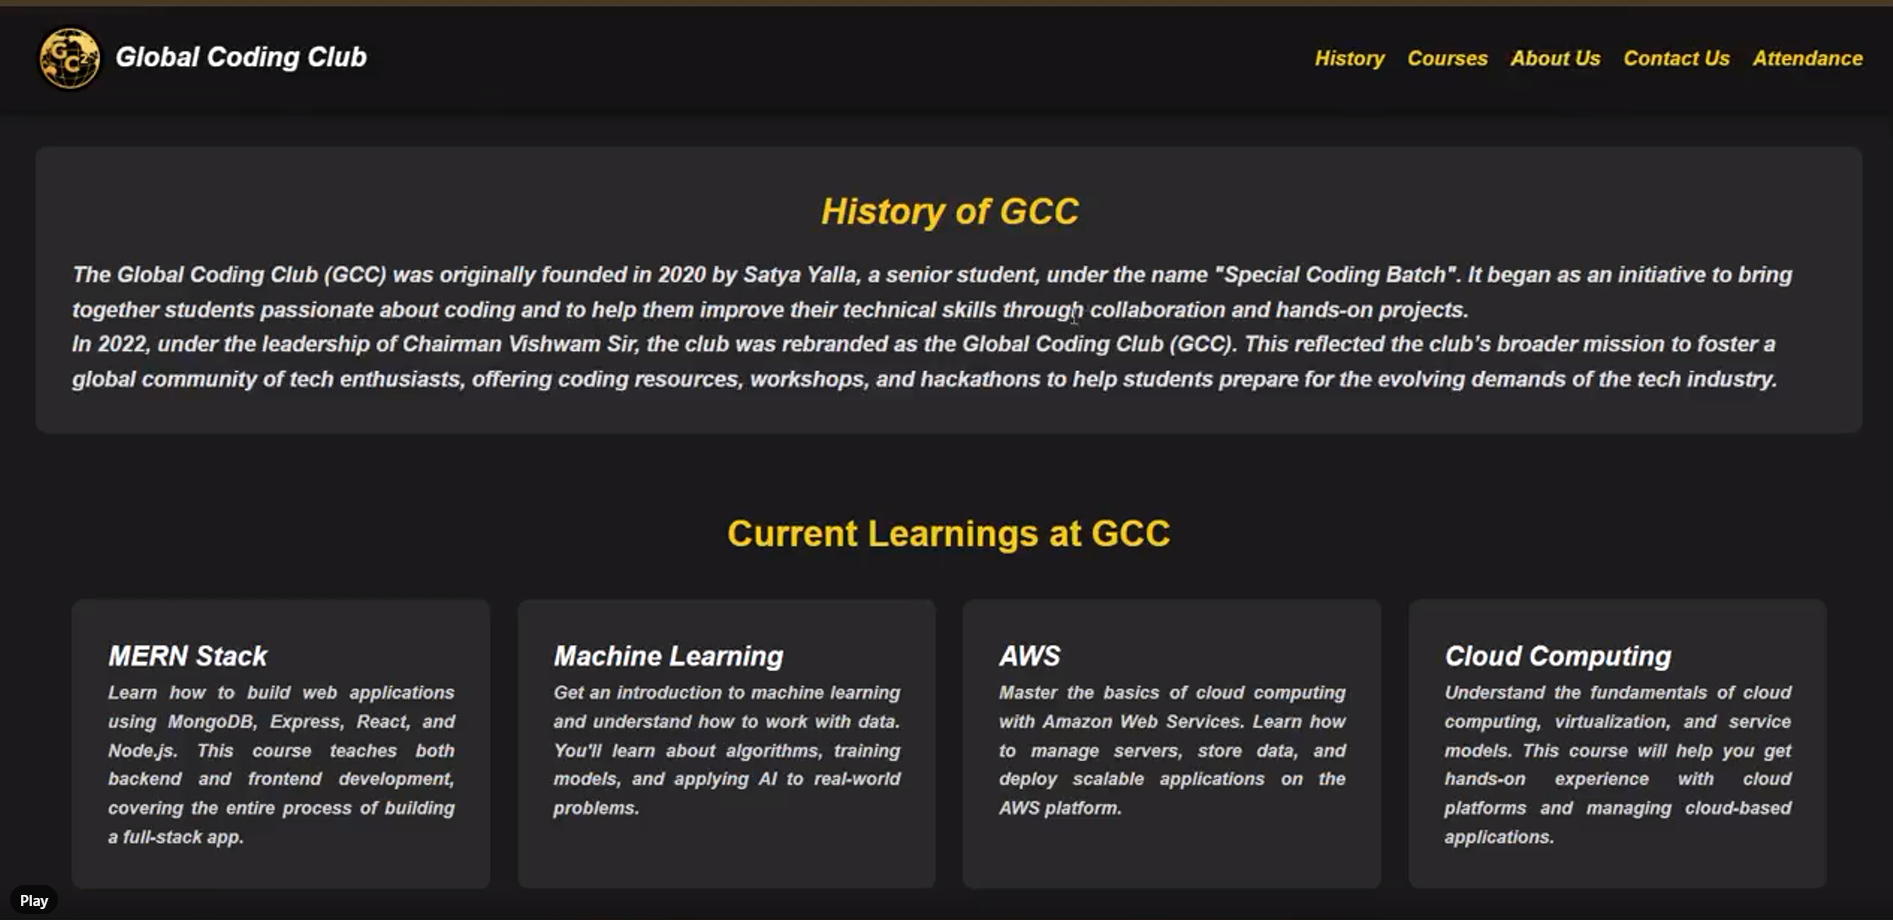 GC2
Global Coding Club
History Courses About Us Contact Us Attendance
History of GCC
The Global Coding Club (GCC) was originally founded in 2020 by Satya Yalla, a senior student, under the name "Special Coding Batch". It began as an initiative to bring
together students passionate about coding and to help them improve their technical skills through collaboration and hands-on projects.
In 2022, under the leadership of Chairman Vishwam Sir, the club was rebranded as the Global Coding Club (GCC). This reflected the club's broader mission to foster a
global community of tech enthusiasts, offering coding resources, workshops, and hackathons to help students prepare for the evolving demands of the tech industry.
Current Learnings at GCC
MERN Stack
Learn how to build web applications
using MongoDB, Express, React, and
Node.js. This course teaches both
backend and frontend development,
covering the entire process of building
a full-stack app.
Machine Learning
Get an introduction to machine learning
and understand how to work with data.
You'll learn about algorithms, training
models, and applying AI to real-world
problems.
AWS
Master the basics of cloud computing
with Amazon Web Services. Learn how
to manage servers, store data, and
deploy scalable applications on the
AWS platform.
Cloud Computing
Understand the fundamentals of cloud
computing, virtualization, and service
models. This course will help you get
hands-on experience with cloud
platforms and managing cloud-based
applications.
Play